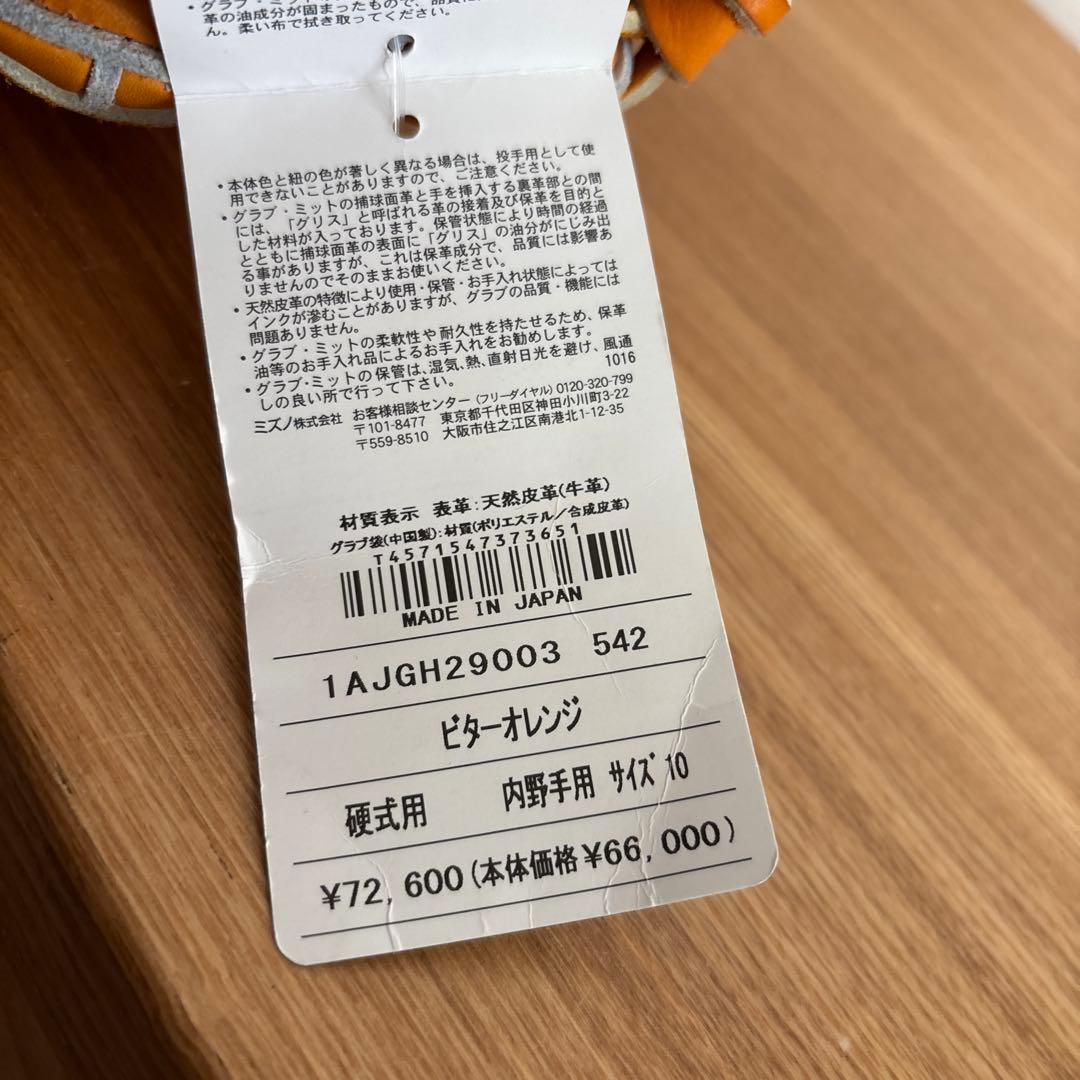 ・グラブ・ミットの
革の油成分が固まったもので、品質に
ん。柔い布で拭き取ってください。
・本体色と紐の色が著しく異なる場合は、投手用として使
用できないことがありますので、ご注意ください。
・グラブ・ミットの捕球面革と手を挿入する裏革部との間
には、「グリス」と呼ばれる革の接着及び保革を目的と
した材料が入っております。保管状態により時間の経過
とともに捕球面革の表面に「グリス」の油分がにじみ出
る事がありますが、これは保革成分で、品質には影響あ
りませんのでそのままお使いください。
・天然皮革の特徴により使用・保管・お手入れ状態によっては
インクが滲むことがありますが、グラブの品質・機能には
問題ありません。
・グラブ・ミットの柔軟性や耐久性を持たせるため、保革
油等のお手入れ品によるお手入れをお勧めします。
・グラブ・ミットの保管は、湿気、熱、直射日光を避け、風通
しの良い所で行って下さい。 1016
ミズノ株式会社 お客様相談センター (フリーダイヤル) 0120-320-799
〒101-8477 東京都千代田区神田小川町3-22
〒559-8510 大阪市住之江区南港北1-12-35
材質表示 表革:天然皮革(牛革)
グラブ袋(中国製):材質(ポリエステル/合成皮革)
T4571547373651
MADE IN JAPAN
1AJGH29003 542
ビターオレンジ
硬式用 内野手用 サイズ10
¥72,600(本体価格¥66,000)